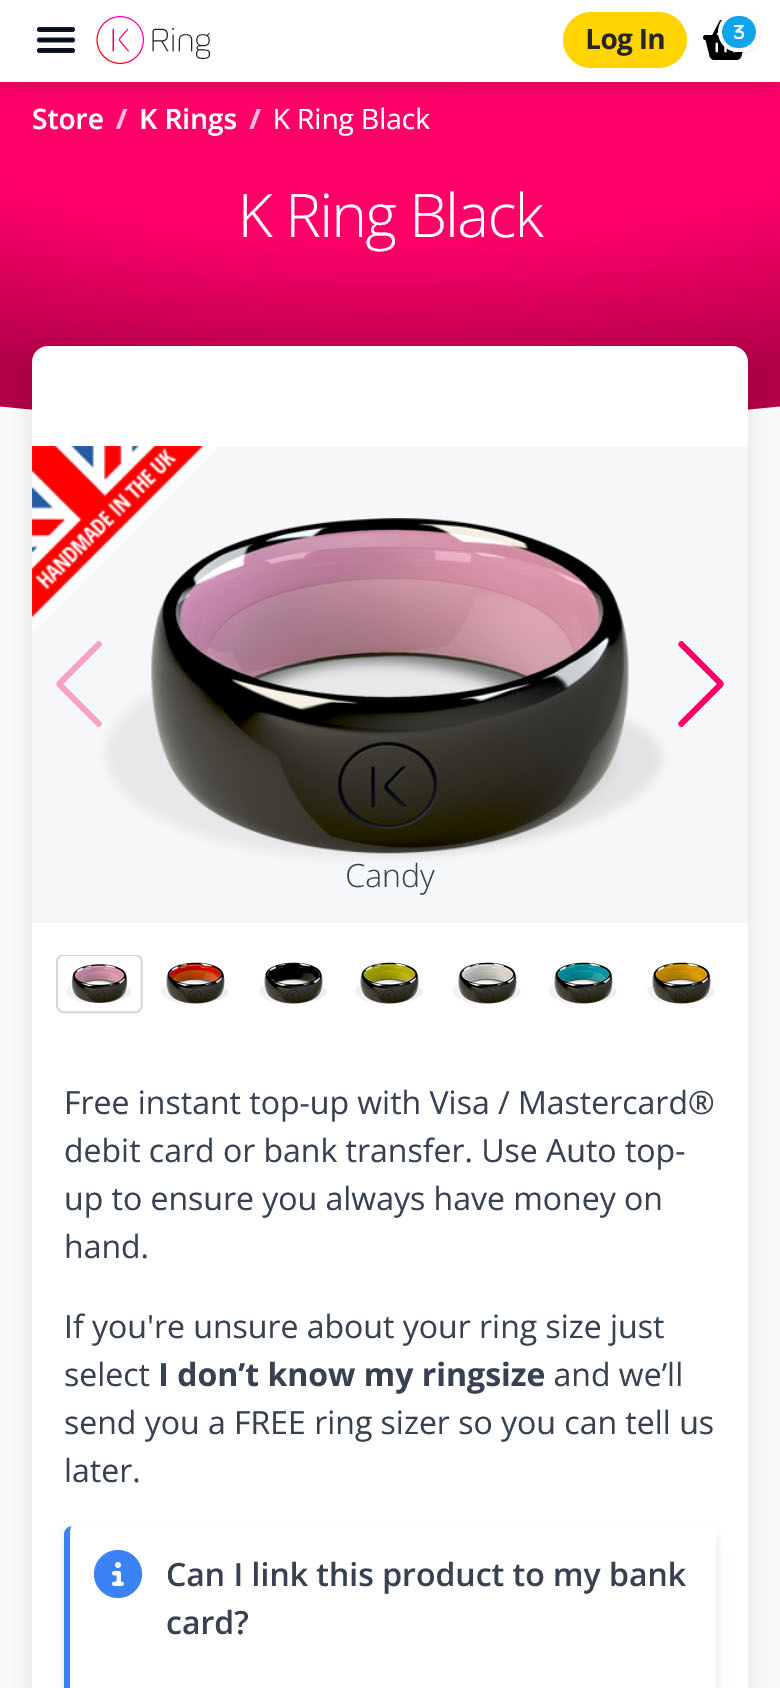 K Ring
Log In
3
Store / K Rings / K Ring Black
K Ring Black
HANDMADE IN THE UK
K
Candy
Free instant top-up with Visa / Mastercard®
debit card or bank transfer. Use Auto top-
up to ensure you always have money on
hand.
If you're unsure about your ring size just
select I don’t know my ringsize and we’ll
send you a FREE ring sizer so you can tell us
later.
Can I link this product to my bank
card?